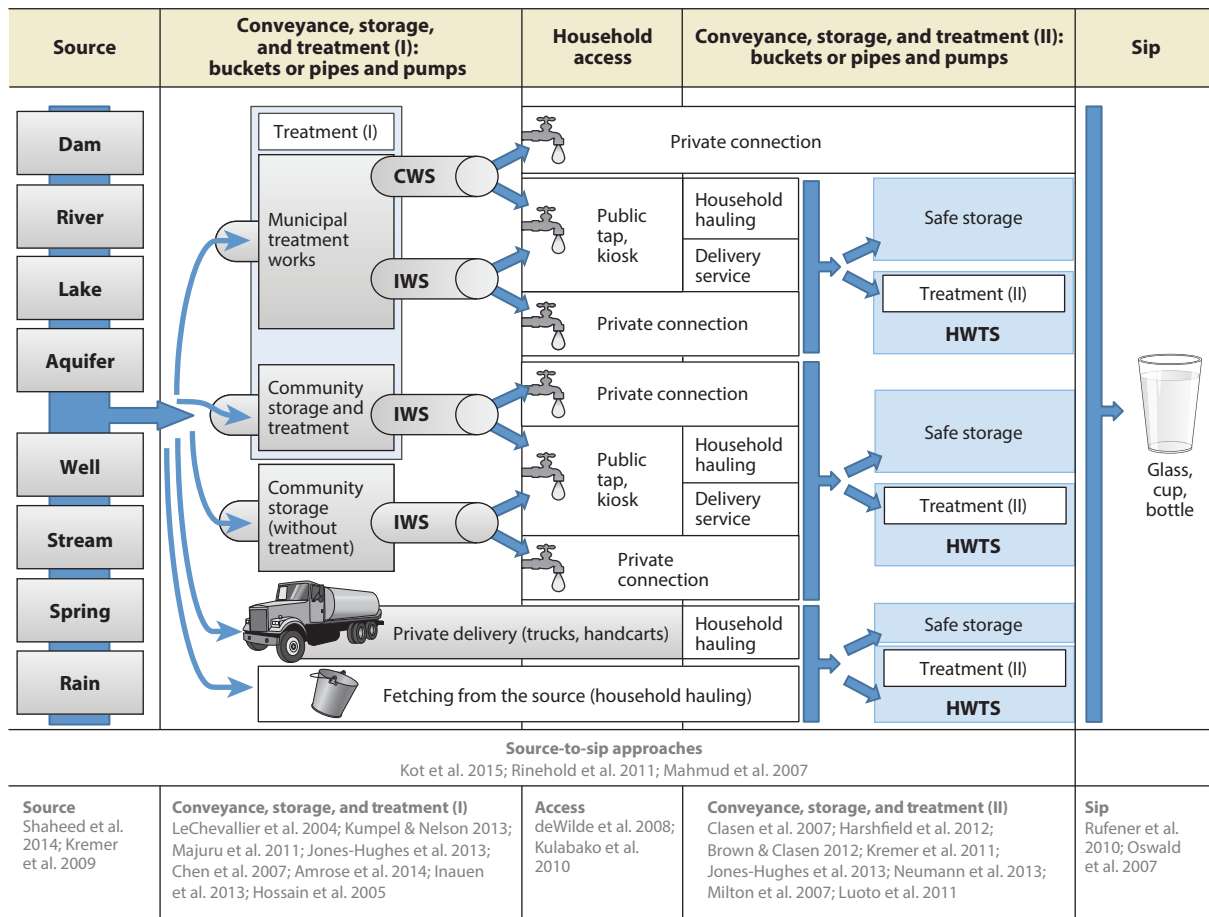 Source
Conveyance, storage,
and treatment (I):
buckets or pipes and pumps
Household
access
Conveyance, storage, and treatment (II):
buckets or pipes and pumps
Sip
Dam
River
Lake
Aquifer
Well
Stream
Spring
Rain
Treatment (I)
Municipal
treatment
works
CWS
IWS
Community
storage and
treatment
IWS
Community
storage
(without
treatment)
IWS
Private delivery (trucks, handcarts)
Household
hauling
Fetching from the source (household hauling)
Private connection
Public
tap,
kiosk
Household
hauling
Delivery
service
Private connection
Private connection
Public
tap,
kiosk
Household
hauling
Delivery
service
Private
connection
Safe storage
Treatment (II)
HWTS
Safe storage
Treatment (II)
HWTS
Safe storage
Treatment (II)
HWTS
Glass,
cup,
bottle
Source-to-sip approaches
Kot et al. 2015; Rinehold et al. 2011; Mahmud et al. 2007
Source
Shaheed et al.
2014; Kremer
et al. 2009
Conveyance, storage, and treatment (I)
LeChevallier et al. 2004; Kumpel & Nelson 2013;
Majuru et al. 2011; Jones-Hughes et al. 2013;
Chen et al. 2007; Amrose et al. 2014; Inauen
et al. 2013; Hossain et al. 2005
Access
deWilde et al. 2008;
Kulabako et al.
2010
Conveyance, storage, and treatment (II)
Clasen et al. 2007; Harshfield et al. 2012;
Brown & Clasen 2012; Kremer et al. 2011;
Jones-Hughes et al. 2013; Neumann et al. 2013;
Milton et al. 2007; Luoto et al. 2011
Sip
Rufener et al.
2010; Oswald
et al. 2007